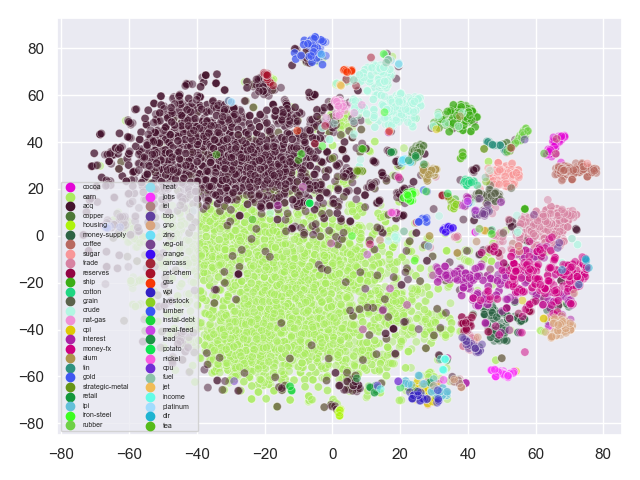 80
60
40
20
0
−20
−40
−60
−80
cocoa
earn
acq
copper
housing
money-supply
coffee
sugar
trade
reserves
ship
cotton
grain
crude
nat-gas
cpi
interest
money-fx
alum
tin
gold
strategic-metal
retail
ipi
iron-steel
rubber
heat
jobs
lei
bop
gnp
zinc
veg-oil
orange
carcass
pet-chem
gas
wpi
livestock
lumber
instal-debt
meal-feed
lead
potato
nickel
cpu
fuel
jet
income
platinum
dlr
tea
−80 −60 −40 −20 0 20 40 60 80